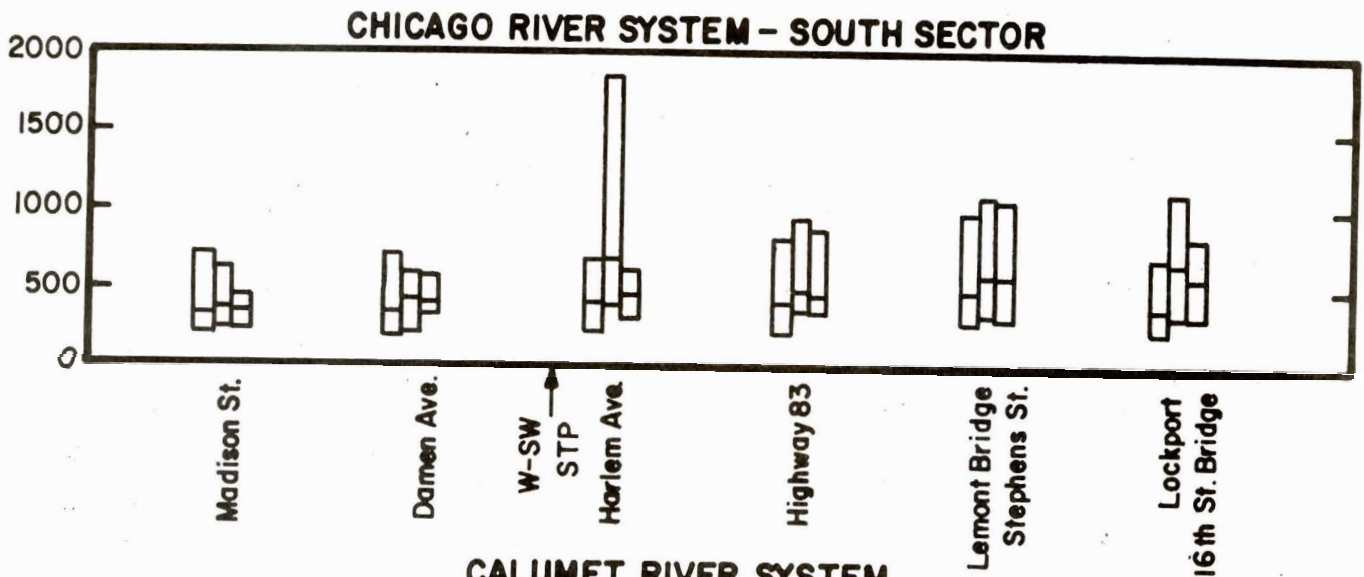 CHICAGO RIVER SYSTEM - SOUTH SECTOR
2000
1500
1000
500
0
Madison St.
Damen Ave.
W-SW
STP
Harlem Ave.
Highway 83
Lemont Bridge
Stephens St.
Lockport
16th St. Bridge
CALUMET RIVER SYSTEM